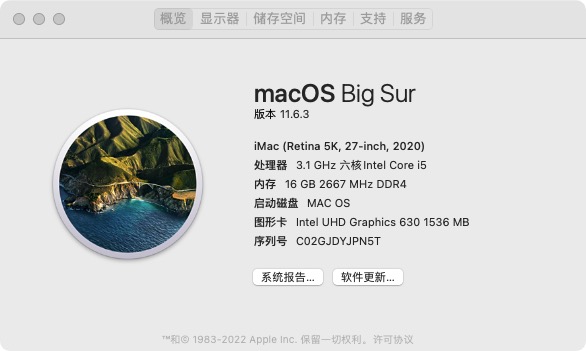 概览 显示器 储存空间 内存 支持 服务
macOS Big Sur
版本 11.6.3
iMac (Retina 5K, 27-inch, 2020)
处理器 3.1 GHz 六核Intel Core i5
内存 16 GB 2667 MHz DDR4
启动磁盘 MAC OS
图形卡 Intel UHD Graphics 630 1536 MB
序列号 C02GJDYJPN5T
系统报告... 软件更新...
™和© 1983-2022 Apple Inc. 保留一切权利。许可协议